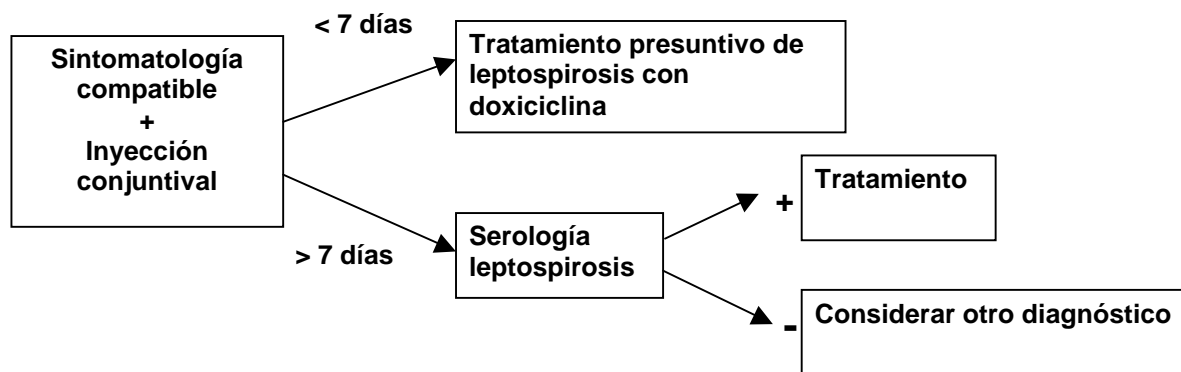 Sintomatología
compatible
+
Inyección
conjuntival
< 7 días
Tratamiento presuntivo de
leptospirosis con
doxiciclina
> 7 días
Serología
leptospirosis
+
Tratamiento
-
Considerar otro diagnóstico